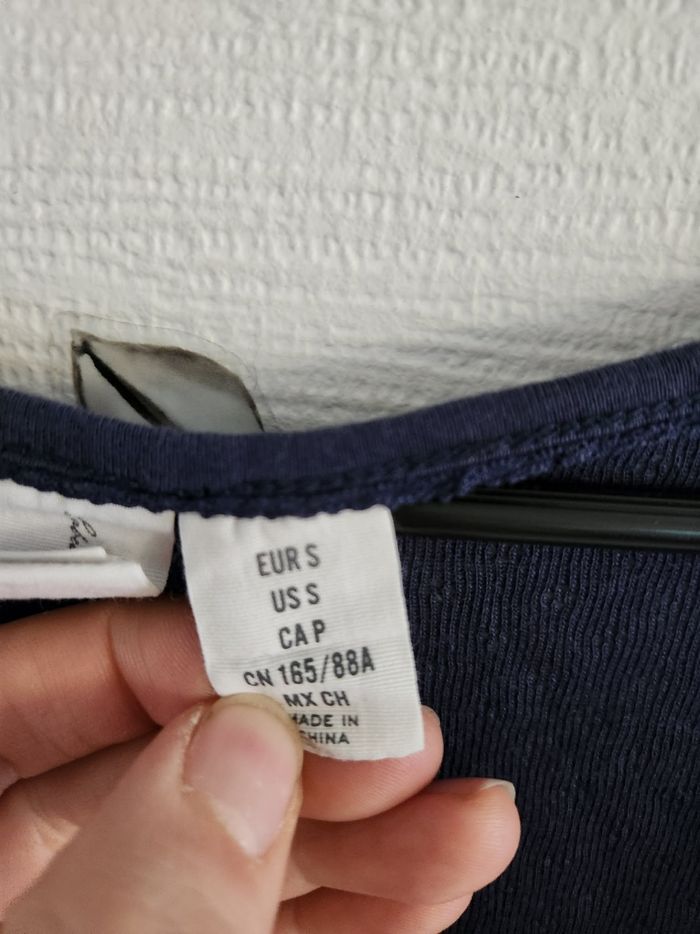 EUR S
US S
CA P
CN 165/88A
MX CH
MADE IN
CHINA